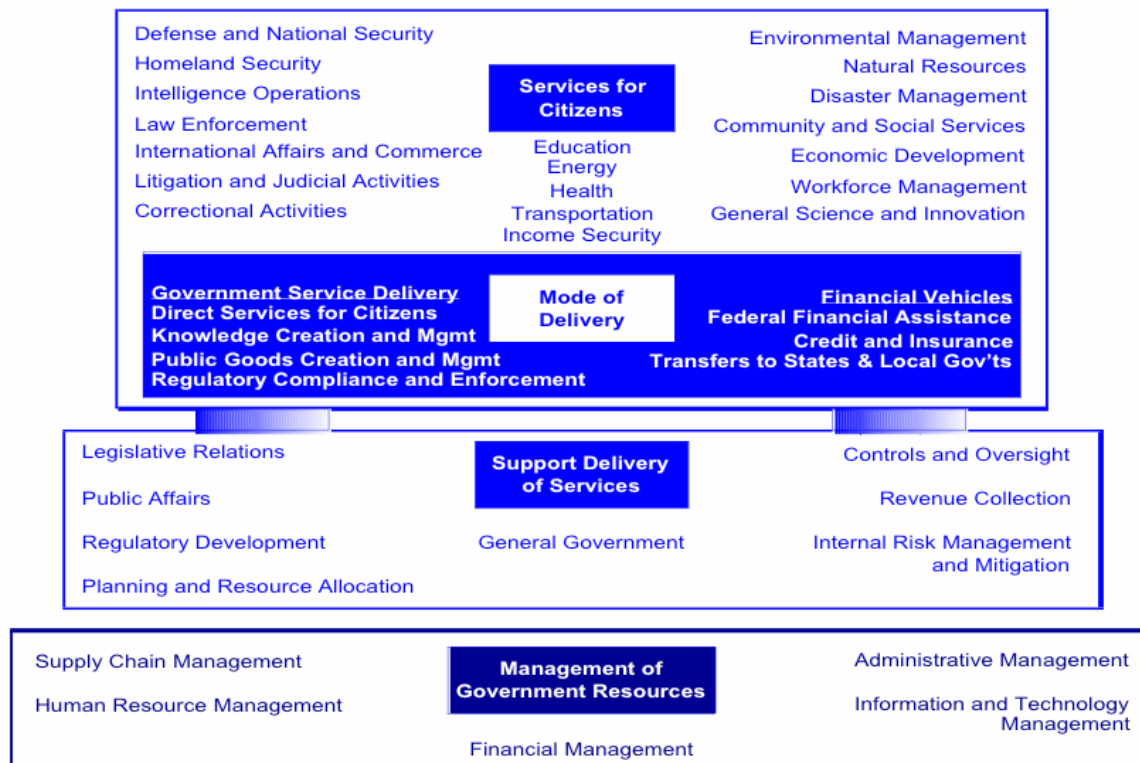 Defense and National Security
Homeland Security
Intelligence Operations
Law Enforcement
International Affairs and Commerce
Litigation and Judicial Activities
Correctional Activities
Services for
Citizens
Education
Energy
Health
Transportation
Income Security
Environmental Management
Natural Resources
Disaster Management
Community and Social Services
Economic Development
Workforce Management
General Science and Innovation
Government Service Delivery
Direct Services for Citizens
Knowledge Creation and Mgmt
Public Goods Creation and Mgmt
Regulatory Compliance and Enforcement
Mode of
Delivery
Financial Vehicles
Federal Financial Assistance
Credit and Insurance
Transfers to States & Local Gov'ts
Legislative Relations
Public Affairs
Regulatory Development
Planning and Resource Allocation
Support Delivery
of Services
General Government
Controls and Oversight
Revenue Collection
Internal Risk Management
and Mitigation
Supply Chain Management
Human Resource Management
Management of
Government Resources
Financial Management
Administrative Management
Information and Technology
Management